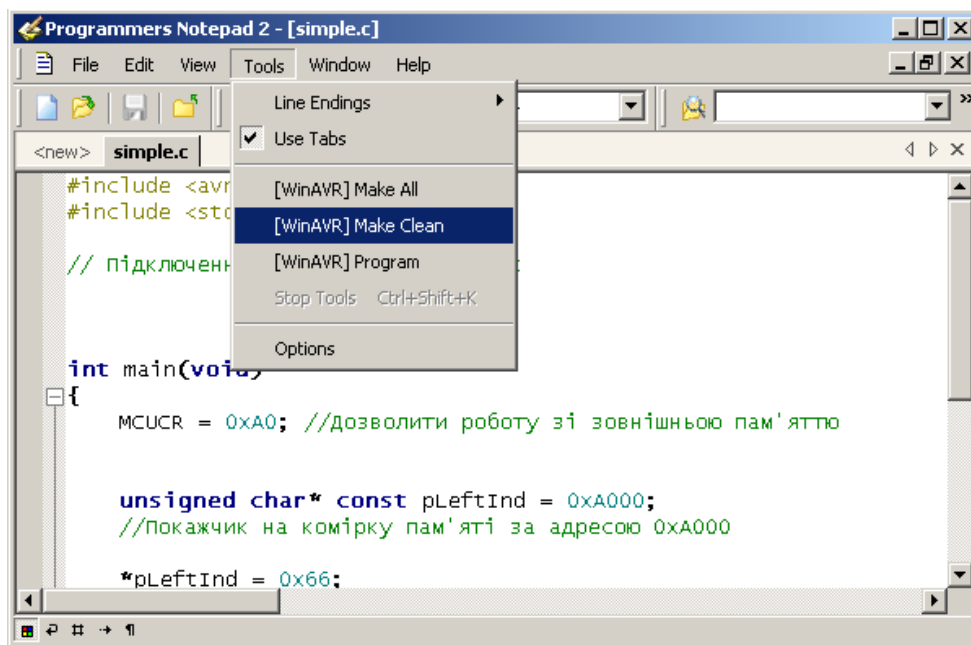 Programmers Notepad 2 - [simple.c]
File Edit View Tools Window Help
<new> simple.c
Line Endings
Use Tabs
[WinAVR] Make All
[WinAVR] Make Clean
[WinAVR] Program
Stop Tools Ctrl+Shift+K
Options
#include <avr
#include <st
// Підключен
int main(void)
{
MCUCR = 0xA0; //Дозволити роботу зі зовнішньою пам'яттю
unsigned char* const pLeftInd = 0xA000;
//Покажчик на комірку пам'яті за адресою 0xA000
*pLeftInd = 0x66;